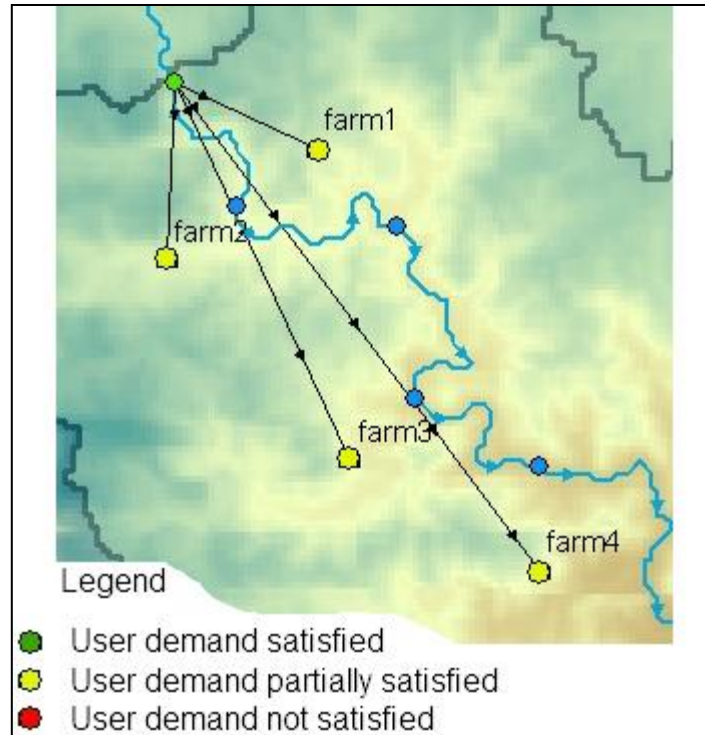 farm1
farm2
farm3
farm4
Legend
User demand satisfied
User demand partially satisfied
User demand not satisfied